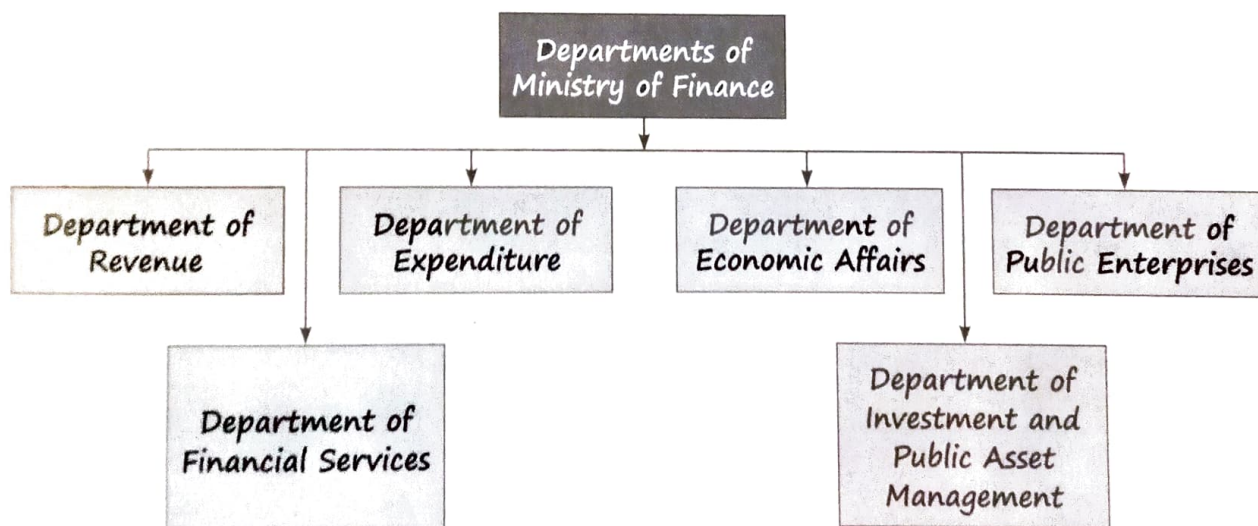 Departments of
Ministry of Finance
Department of
Revenue
Department of
Expenditure
Department of
Economic Affairs
Department of
Public Enterprises
Department of
Financial Services
Department of
Investment and
Public Asset
Management